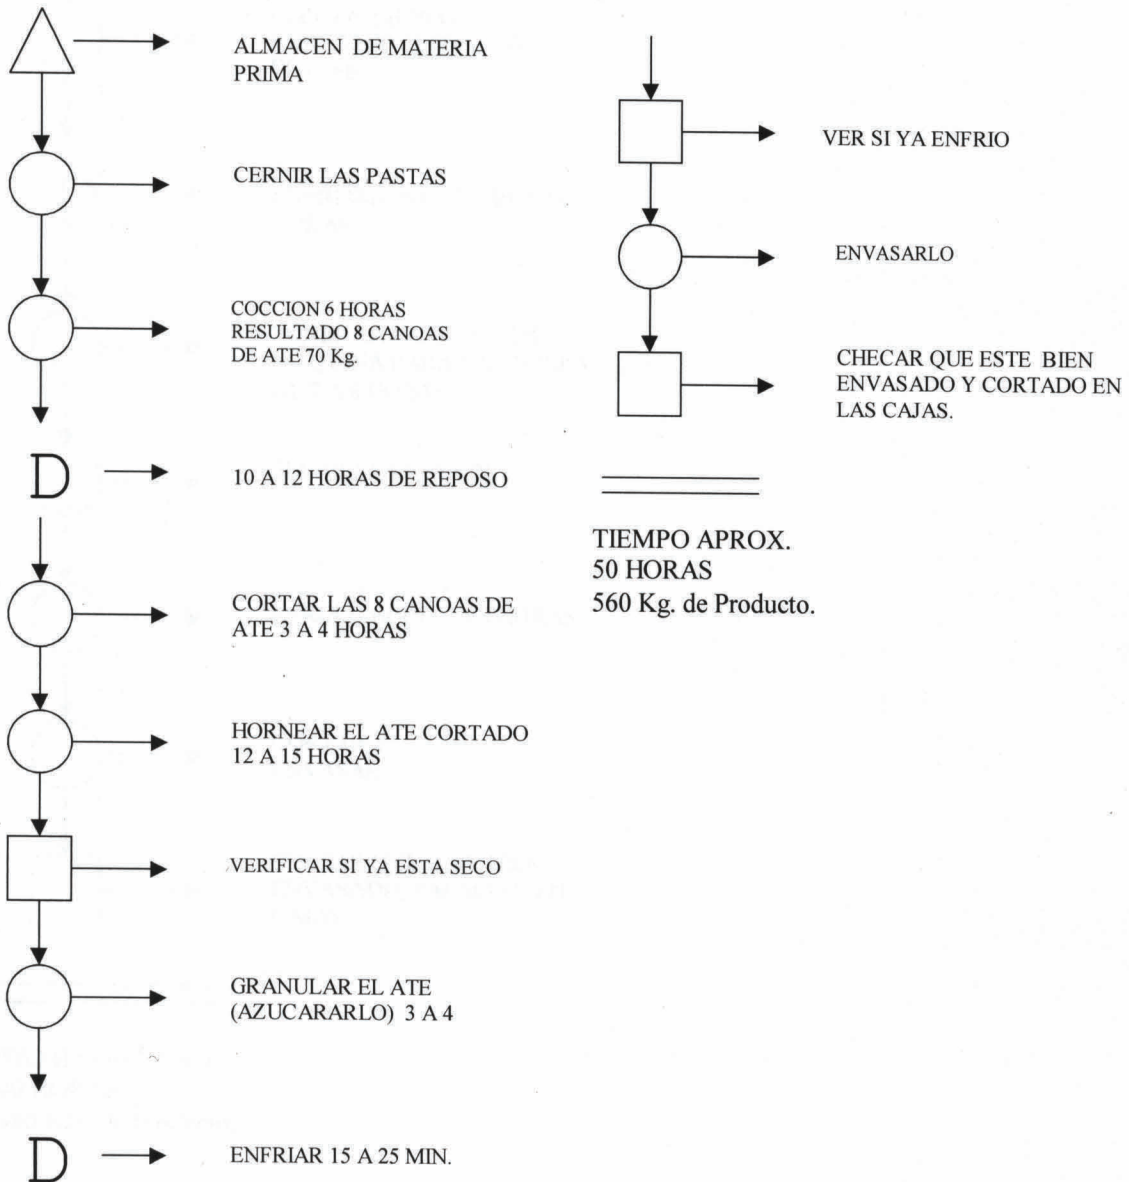 ALMACEN DE MATERIA
PRIMA
CERNIR LAS PASTAS
COCCION 6 HORAS
RESULTADO 8 CANOAS
DE ATE 70 Kg.
D
10 A 12 HORAS DE REPOSO
CORTAR LAS 8 CANOAS DE
ATE 3 A 4 HORAS
HORNEAR EL ATE CORTADO
12 A 15 HORAS
VERIFICAR SI YA ESTA SECO
GRANULAR EL ATE
(AZUCARARLO) 3 A 4
D
ENFRIAR 15 A 25 MIN.
VER SI YA ENFRIO
ENVASARLO
CHECAR QUE ESTE BIEN
ENVASADO Y CORTADO EN
LAS CAJAS.
TIEMPO APROX.
50 HORAS
560 Kg. de Producto.